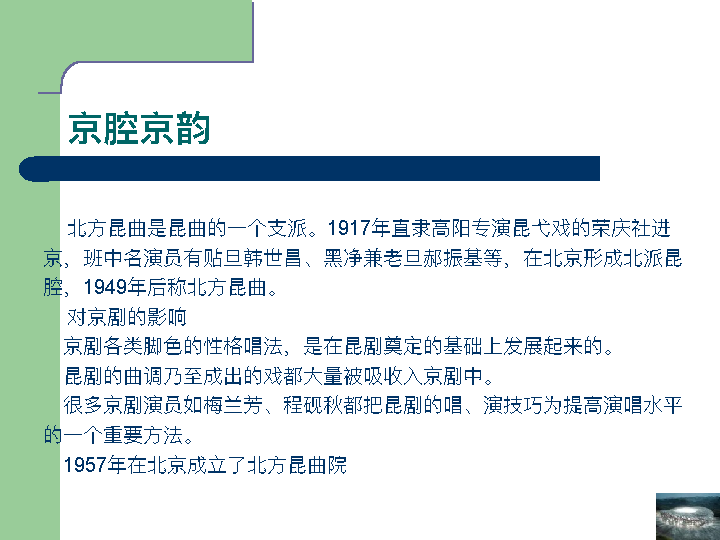 京腔京韵
北方昆曲是昆曲的一个支派。1917年直隶高阳专演昆弋戏的荣庆社进
京，班中名演员有贴旦韩世昌、黑净兼老旦郝振基等，在北京形成北派昆
腔，1949年后称北方昆曲。
对京剧的影响
京剧各类脚色的性格唱法，是在昆剧奠定的基础上发展起来的。
昆剧的曲调乃至成出的戏都大量被吸收入京剧中。
很多京剧演员如梅兰芳、程砚秋都把昆剧的唱、演技巧为提高演唱水平
的一个重要方法。
1957年在北京成立了北方昆曲院